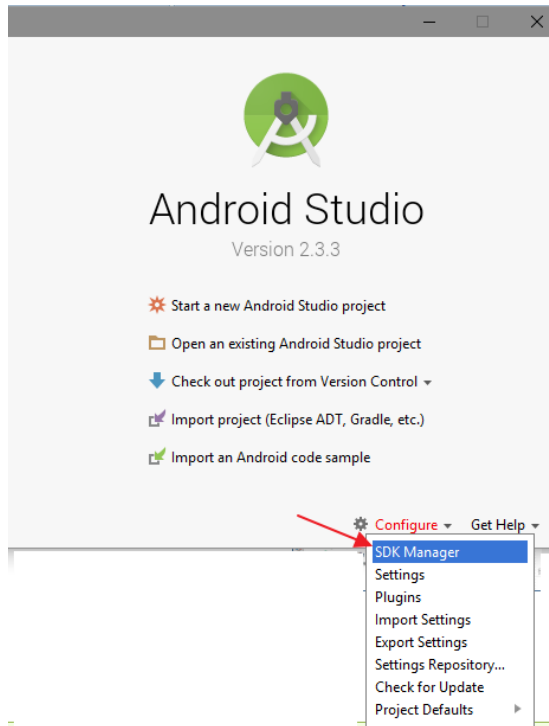 Android Studio
Version 2.3.3
Start a new Android Studio project
Open an existing Android Studio project
Check out project from Version Control
Import project (Eclipse ADT, Gradle, etc.)
Import an Android code sample
Configure Get Help
SDK Manager
Settings
Plugins
Import Settings
Export Settings
Settings Repository...
Check for Update
Project Defaults